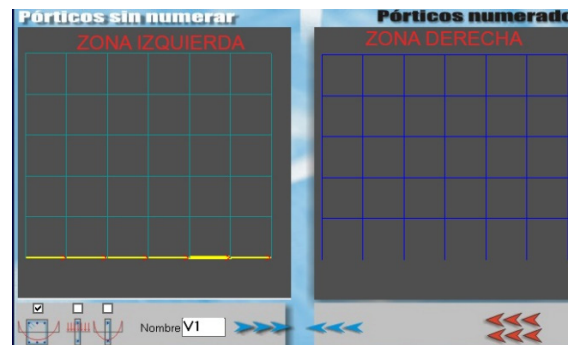 Pórticos sin numerar
Pórticos numerado
ZONA IZQUIERDA
ZONA DERECHA
Nombre V1